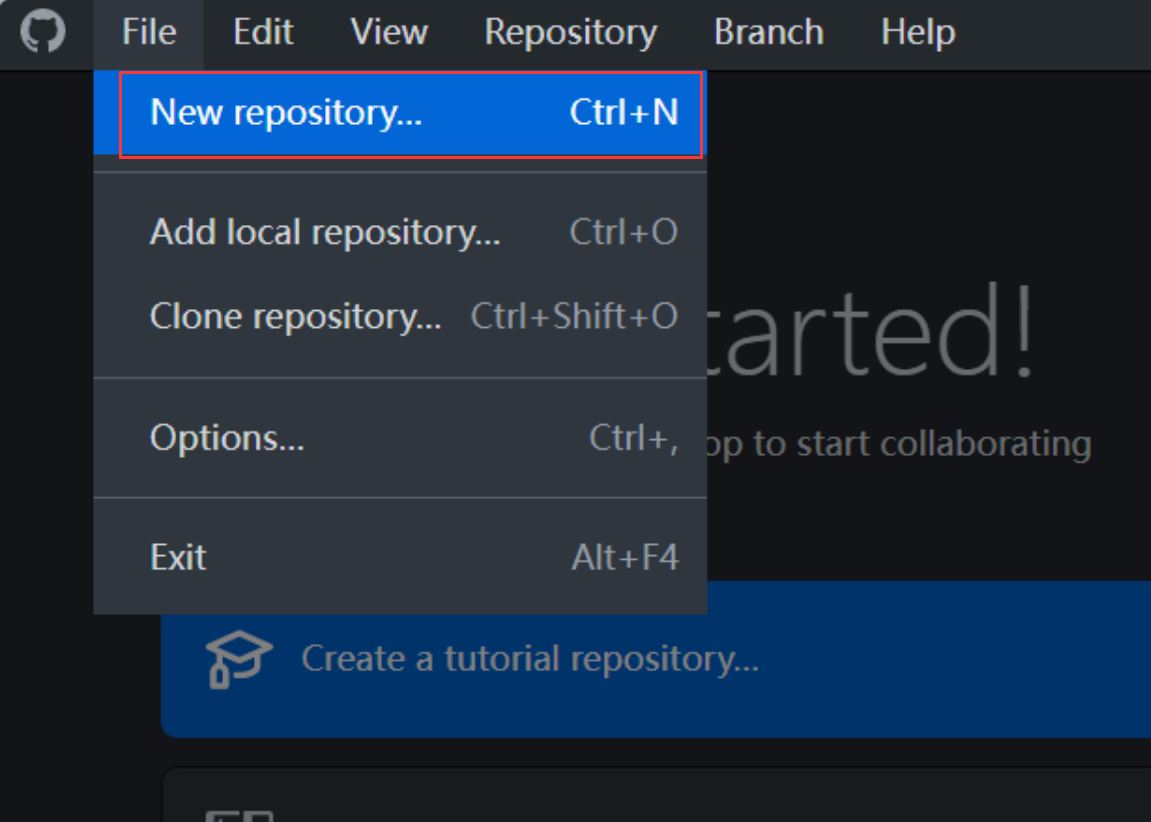 File Edit View Repository Branch Help
New repository... Ctrl+N
Add local repository... Ctrl+O
Clone repository... Ctrl+Shift+O
tarted!
Options... Ctrl+,
op to start collaborating
Exit Alt+F4
Create a tutorial repository...